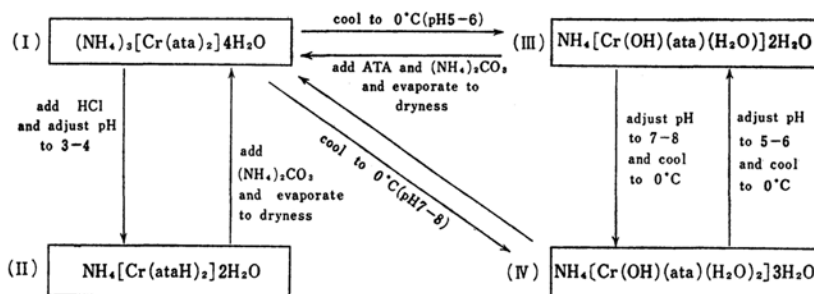 (I)
(NH₄)₃[Cr(ata)₂]4H₂O
cool to 0°C(pH5-6)
add ATA and (NH₄)₂CO₃
and evaporate to
dryness
(III)
NH₄[Cr(OH)(ata)(H₂O)]2H₂O
add HCl
and adjust pH
to 3-4
add
(NH₄)₂CO₃
and evaporate
to dryness
cool to 0°C(pH7-8)
adjust pH
to 7-8
and cool
to 0°C
adjust pH
to 5-6
and cool
to 0°C
(II)
NH₄[Cr(ataH)₂]2H₂O
(IV)
NH₄[Cr(OH)(ata)(H₂O)₂]3H₂O